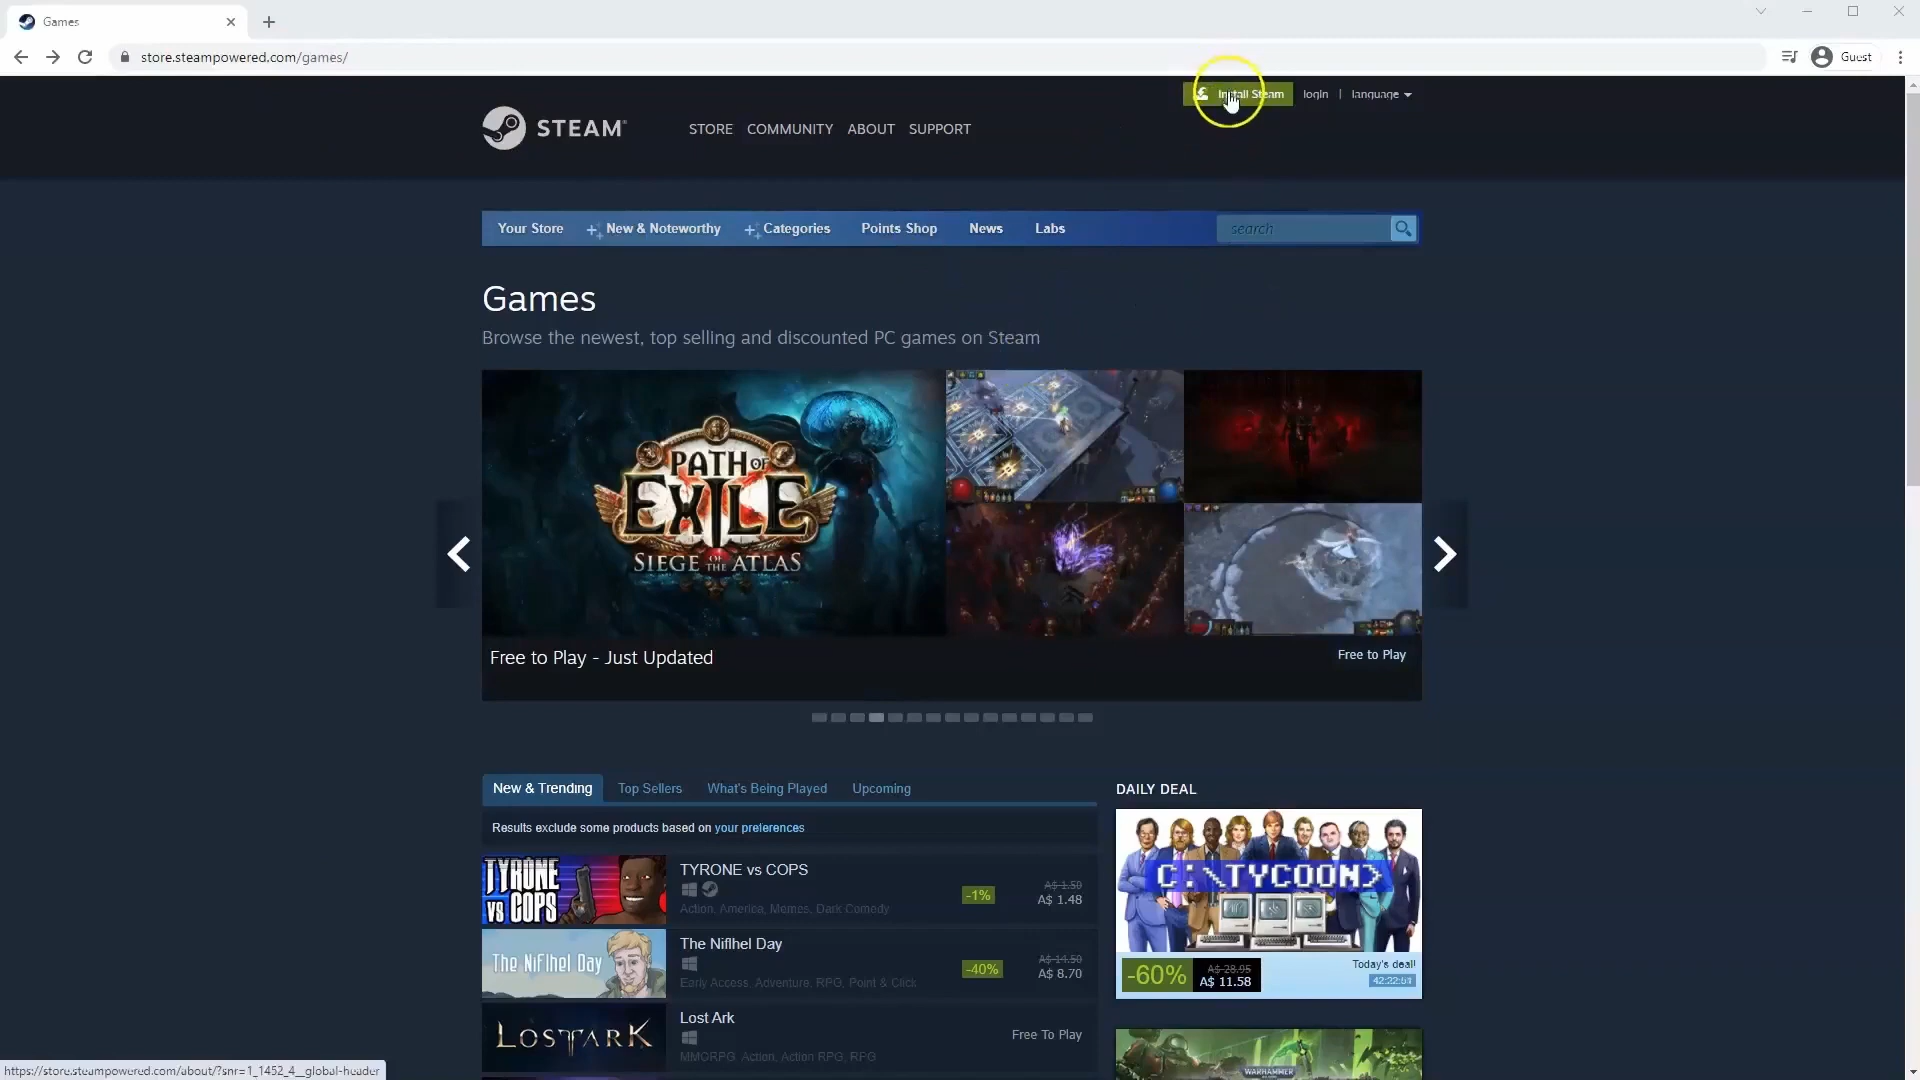 Games
store.steampowered.com/games/
Guest
Install Steam
login | language
STEAM®
STORE COMMUNITY ABOUT SUPPORT
Your Store New & Noteworthy Categories Points Shop News Labs search
Games
Browse the newest, top selling and discounted PC games on Steam
PATH OF
EXILE
SIEGE OF THE ATLAS
Free to Play - Just Updated
Free to Play
New & Trending Top Sellers What's Being Played Upcoming
DAILY DEAL
Results exclude some products based on your preferences
TYRONE
VS COPS
TYRONE vs COPS
-1%
A$ 1.50
A$ 1.48
Action, America, Memes, Dark Comedy
C:\TYCOON>
The Niflhel Day
The Niflhel Day
-40%
A$ 14.50
A$ 8.70
Early Access, Adventure, RPG, Point & Click
-60%
A$ 28.95
A$ 11.58
Today's deal!
42:22:51
LOST ARK
Lost Ark
Free To Play
MMORPG, Action, Action RPG, RPG
WARHAMMER
https://store.steampowered.com/about/?snr=1_1452_4__global-header